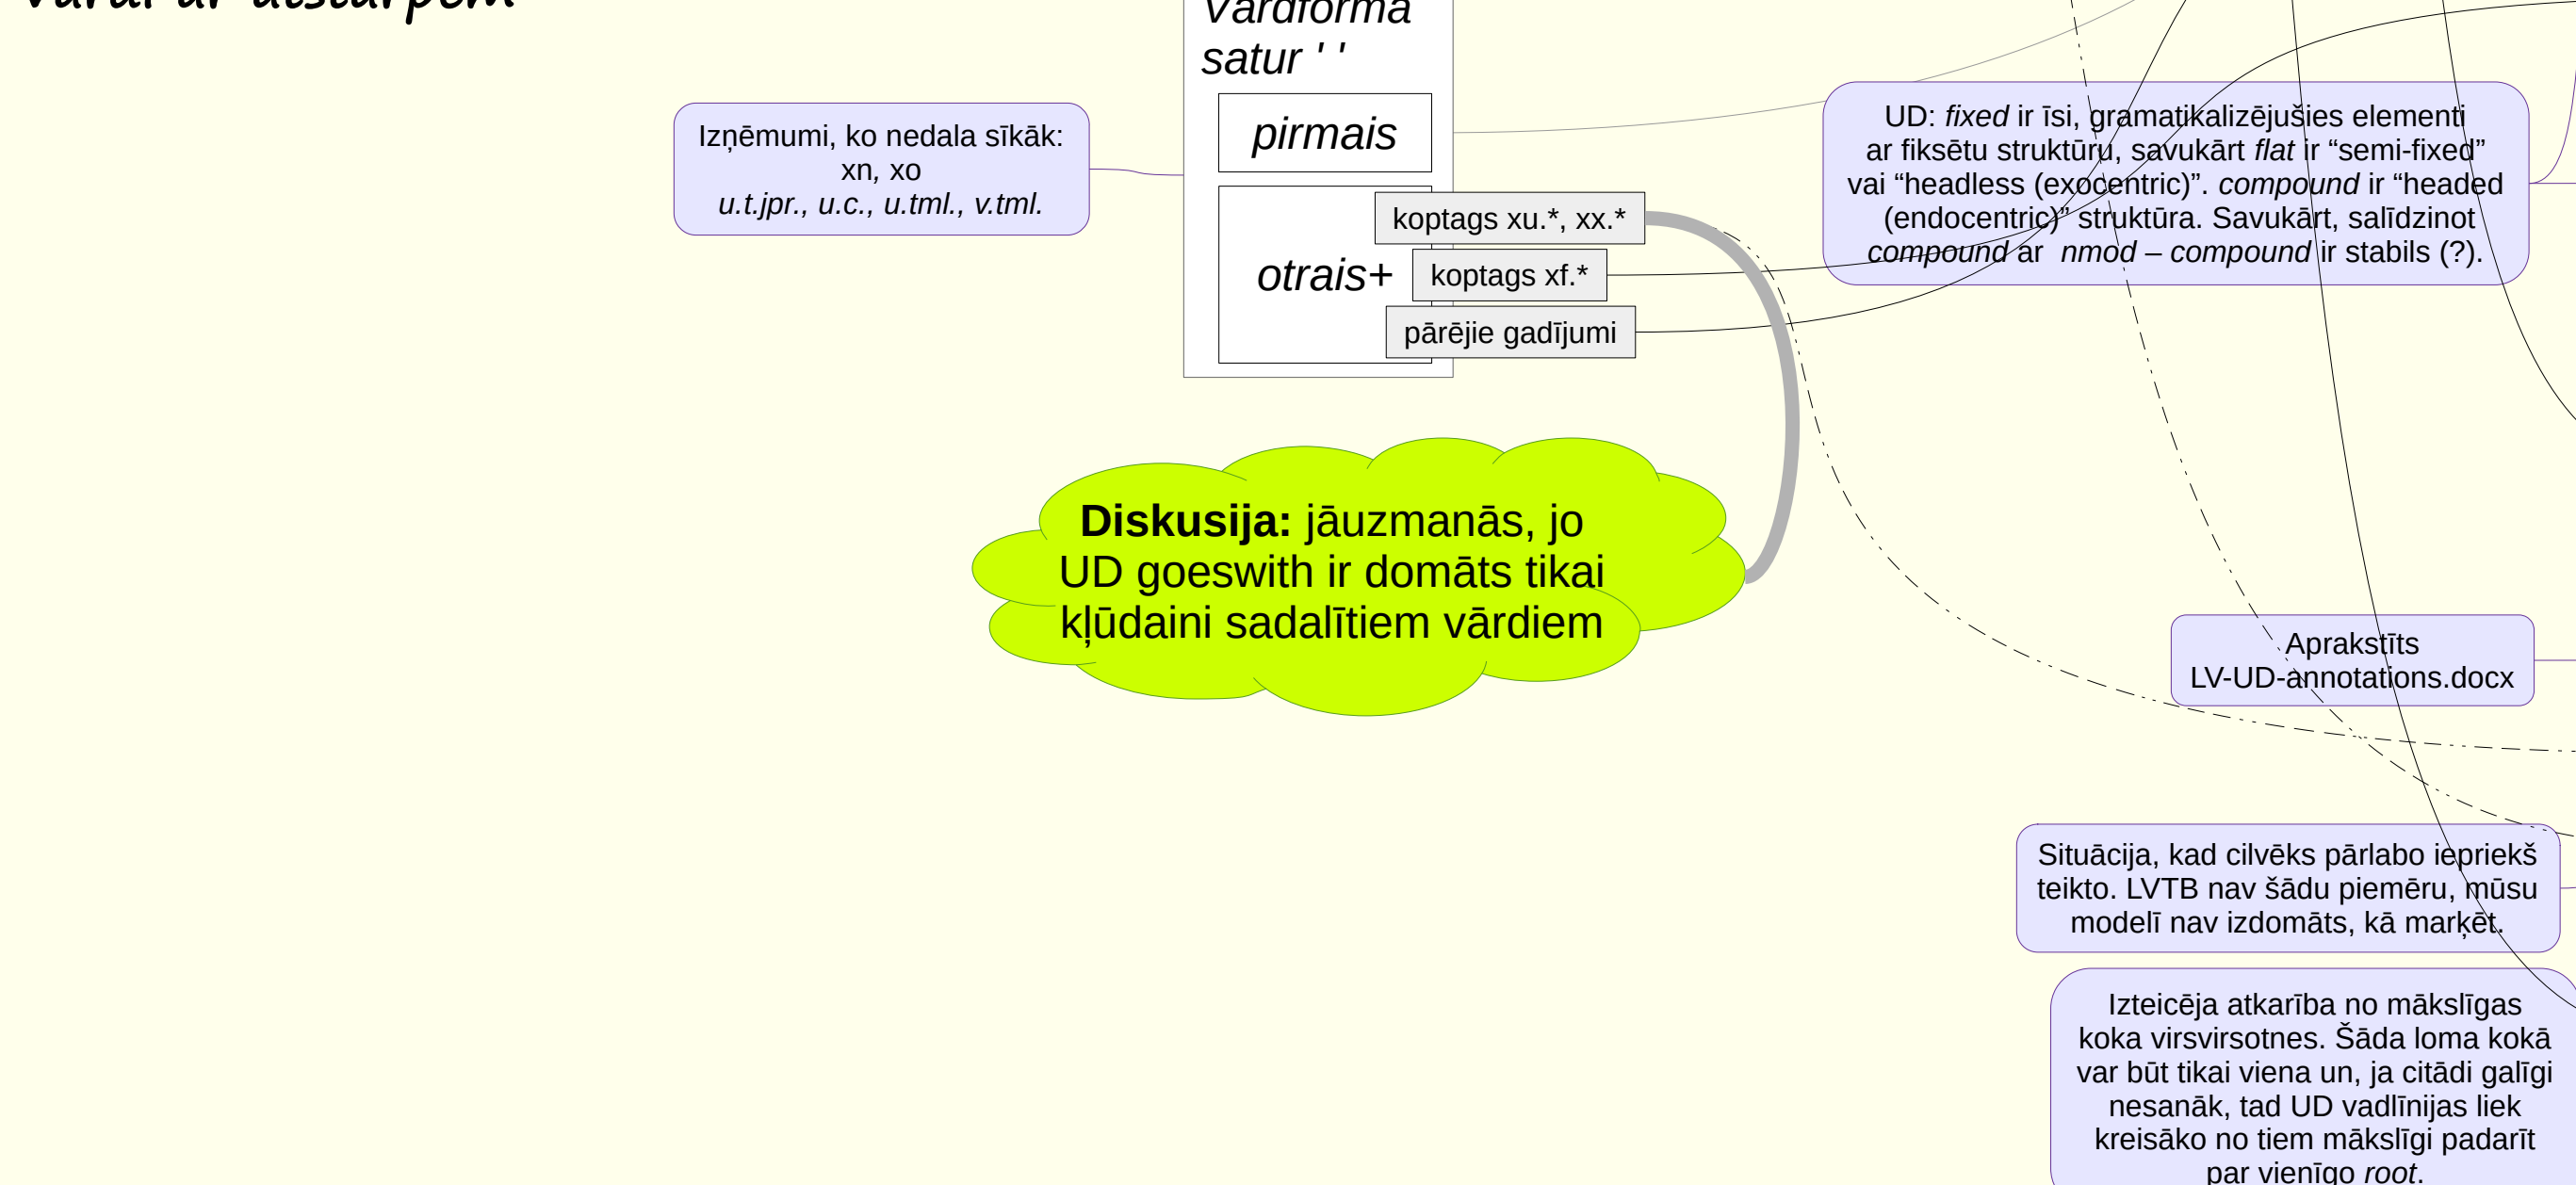 Vārdi ar atstarpēm
Vārdforma
satur ' '
pirmais
otrais+
koptags xu.*, xx.*
koptags xf.*
pārējie gadījumi
Izņēmumi, ko nedala sīkāk:
xn, xo
u.t.jpr., u.c., u.tml., v.tml.
UD: fixed ir īsi, gramatikalizējušies elementi
ar fiksētu struktūru, savukārt flat ir “semi-fixed”
vai “headless (exocentric)”. compound ir “headed
(endocentric)” struktūra. Savukārt, salīdzinot
compound ar nmod – compound ir stabils (?).
Diskusija: jāuzmanās, jo
UD goeswith ir domāts tikai
kļūdaini sadalītiem vārdiem
Aprakstīts
LV-UD-annotations.docx
Situācija, kad cilvēks pārlabo iepriekš
teikto. LVTB nav šādu piemēru, mūsu
modelī nav izdomāts, kā marķēt.
Izteicēja atkarība no mākslīgas
koka virsvirsotnes. Šāda loma kokā
var būt tikai viena un, ja citādi galīgi
nesanāk, tad UD vadlīnijas liek
kreisāko no tiem mākslīgi padarīt
par vienīgo root.